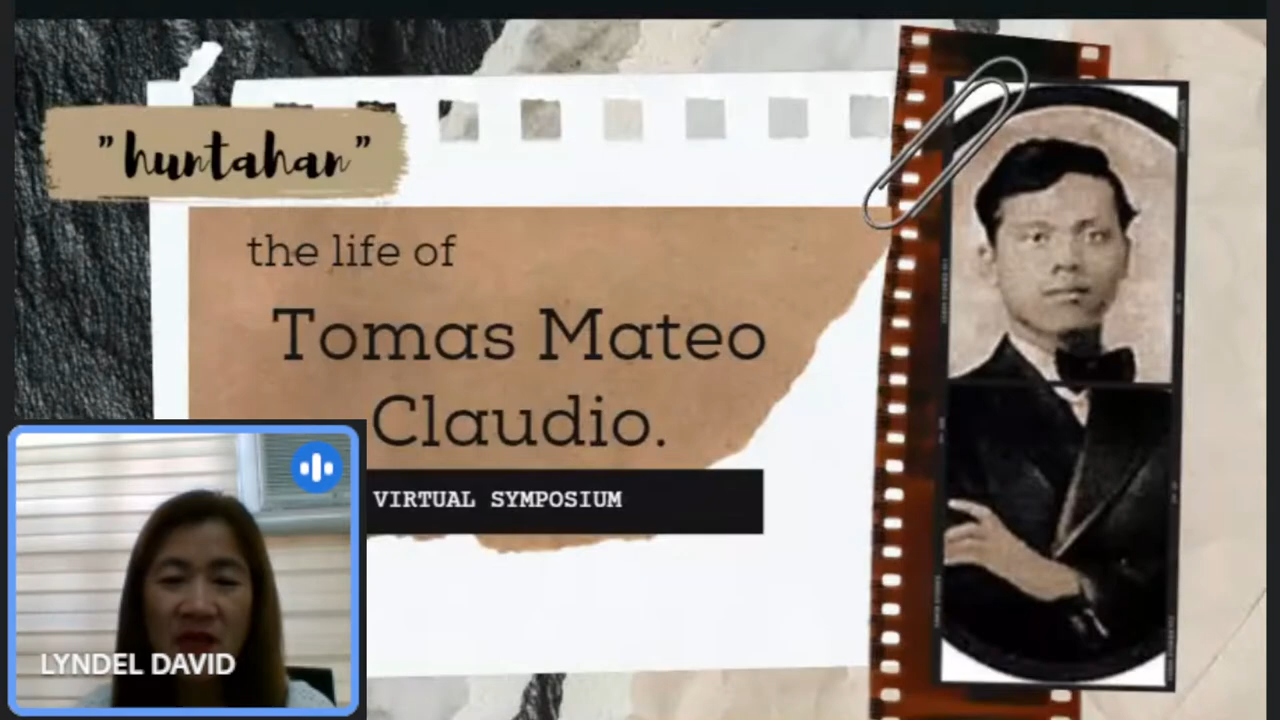 "huntahan"
the life of
Tomas Mateo
Claudio.
VIRTUAL SYMPOSIUM
LYNDEL DAVID